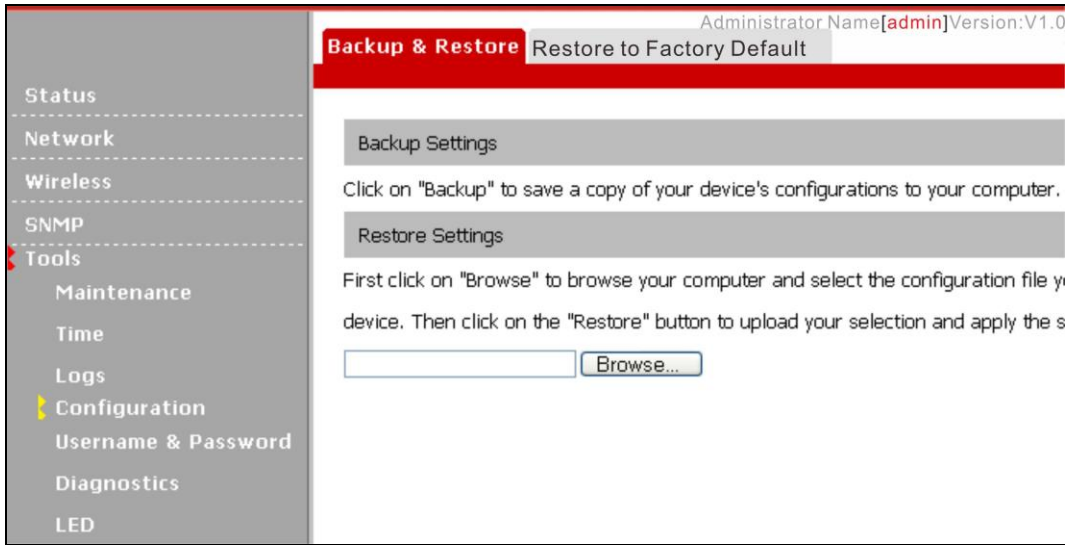 Administrator Name[admin]Version:V1.0
Backup & Restore Restore to Factory Default
Status
Network
Wireless
SNMP
Tools
Maintenance
Time
Logs
Configuration
Username & Password
Diagnostics
LED
Backup Settings
Click on "Backup" to save a copy of your device's configurations to your computer.
Restore Settings
First click on "Browse" to browse your computer and select the configuration file
device. Then click on the "Restore" button to upload your selection and apply the
Browse...